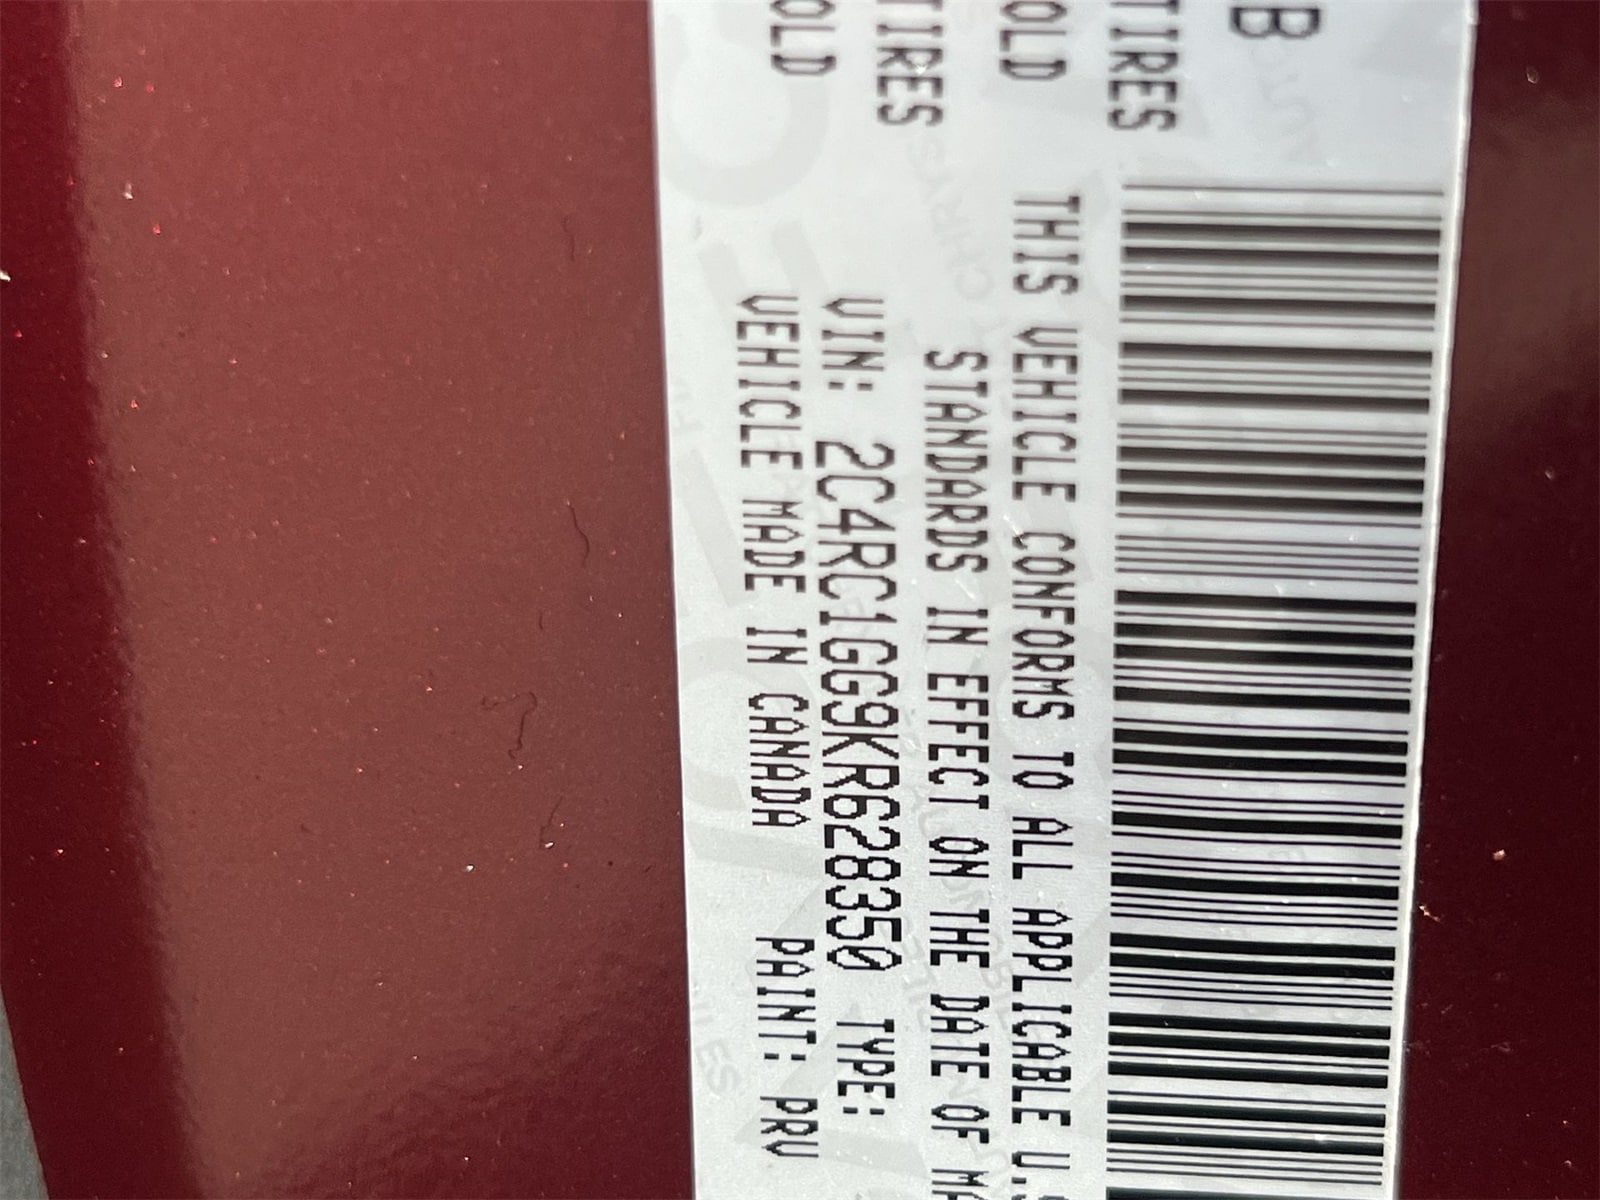 B
TIRES
OLD
TIRES
OLD
THIS VEHICLE CONFORMS TO ALL APPLICABLE U.S
STANDARDS IN EFFECT ON THE DATE OF MA
VIN: 2C4RC1GG9KR628350 TYPE:
VEHICLE MADE IN CANADA PAINT: PRV